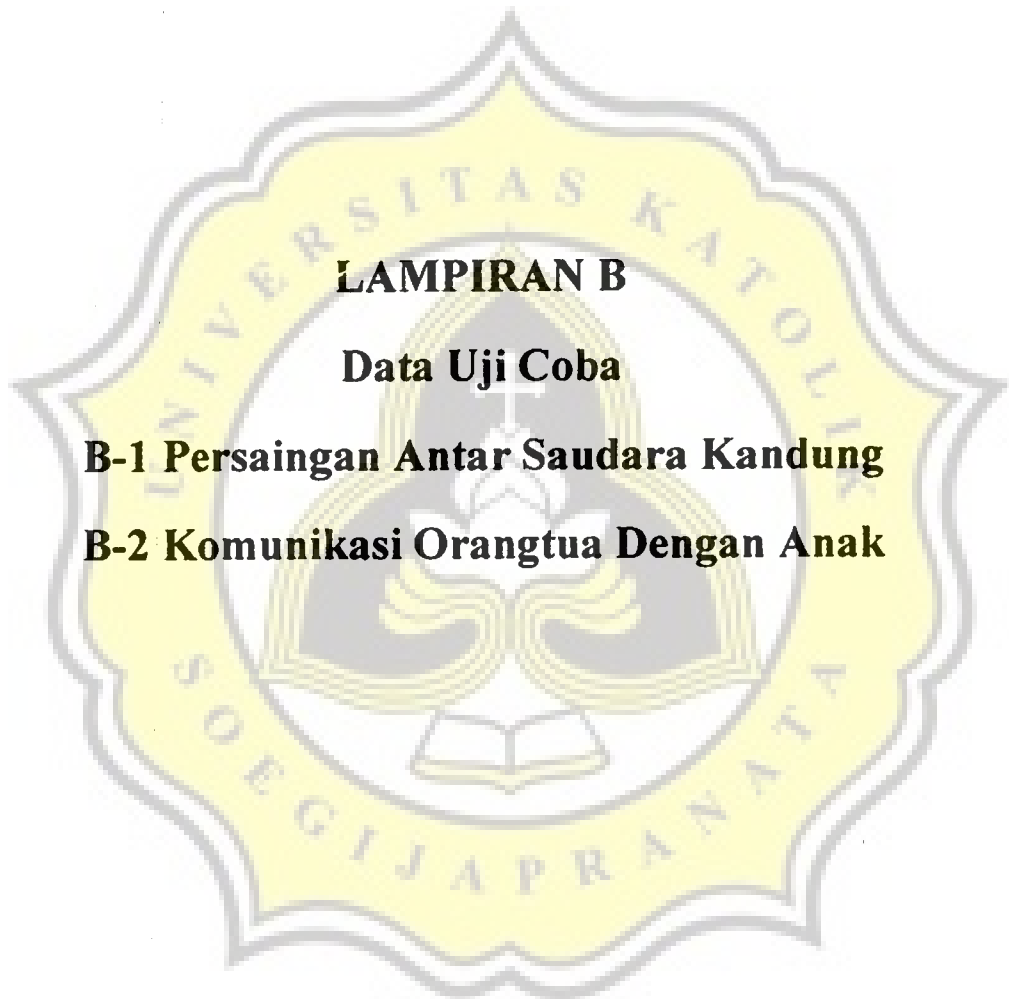 UNIVERSITAS KATOLIK
LAMPIRAN B
Data Uji Coba
B-1 Persaingan Antar Saudara Kandung
B-2 Komunikasi Orangtua Dengan Anak
SOEGIJAPRANATA